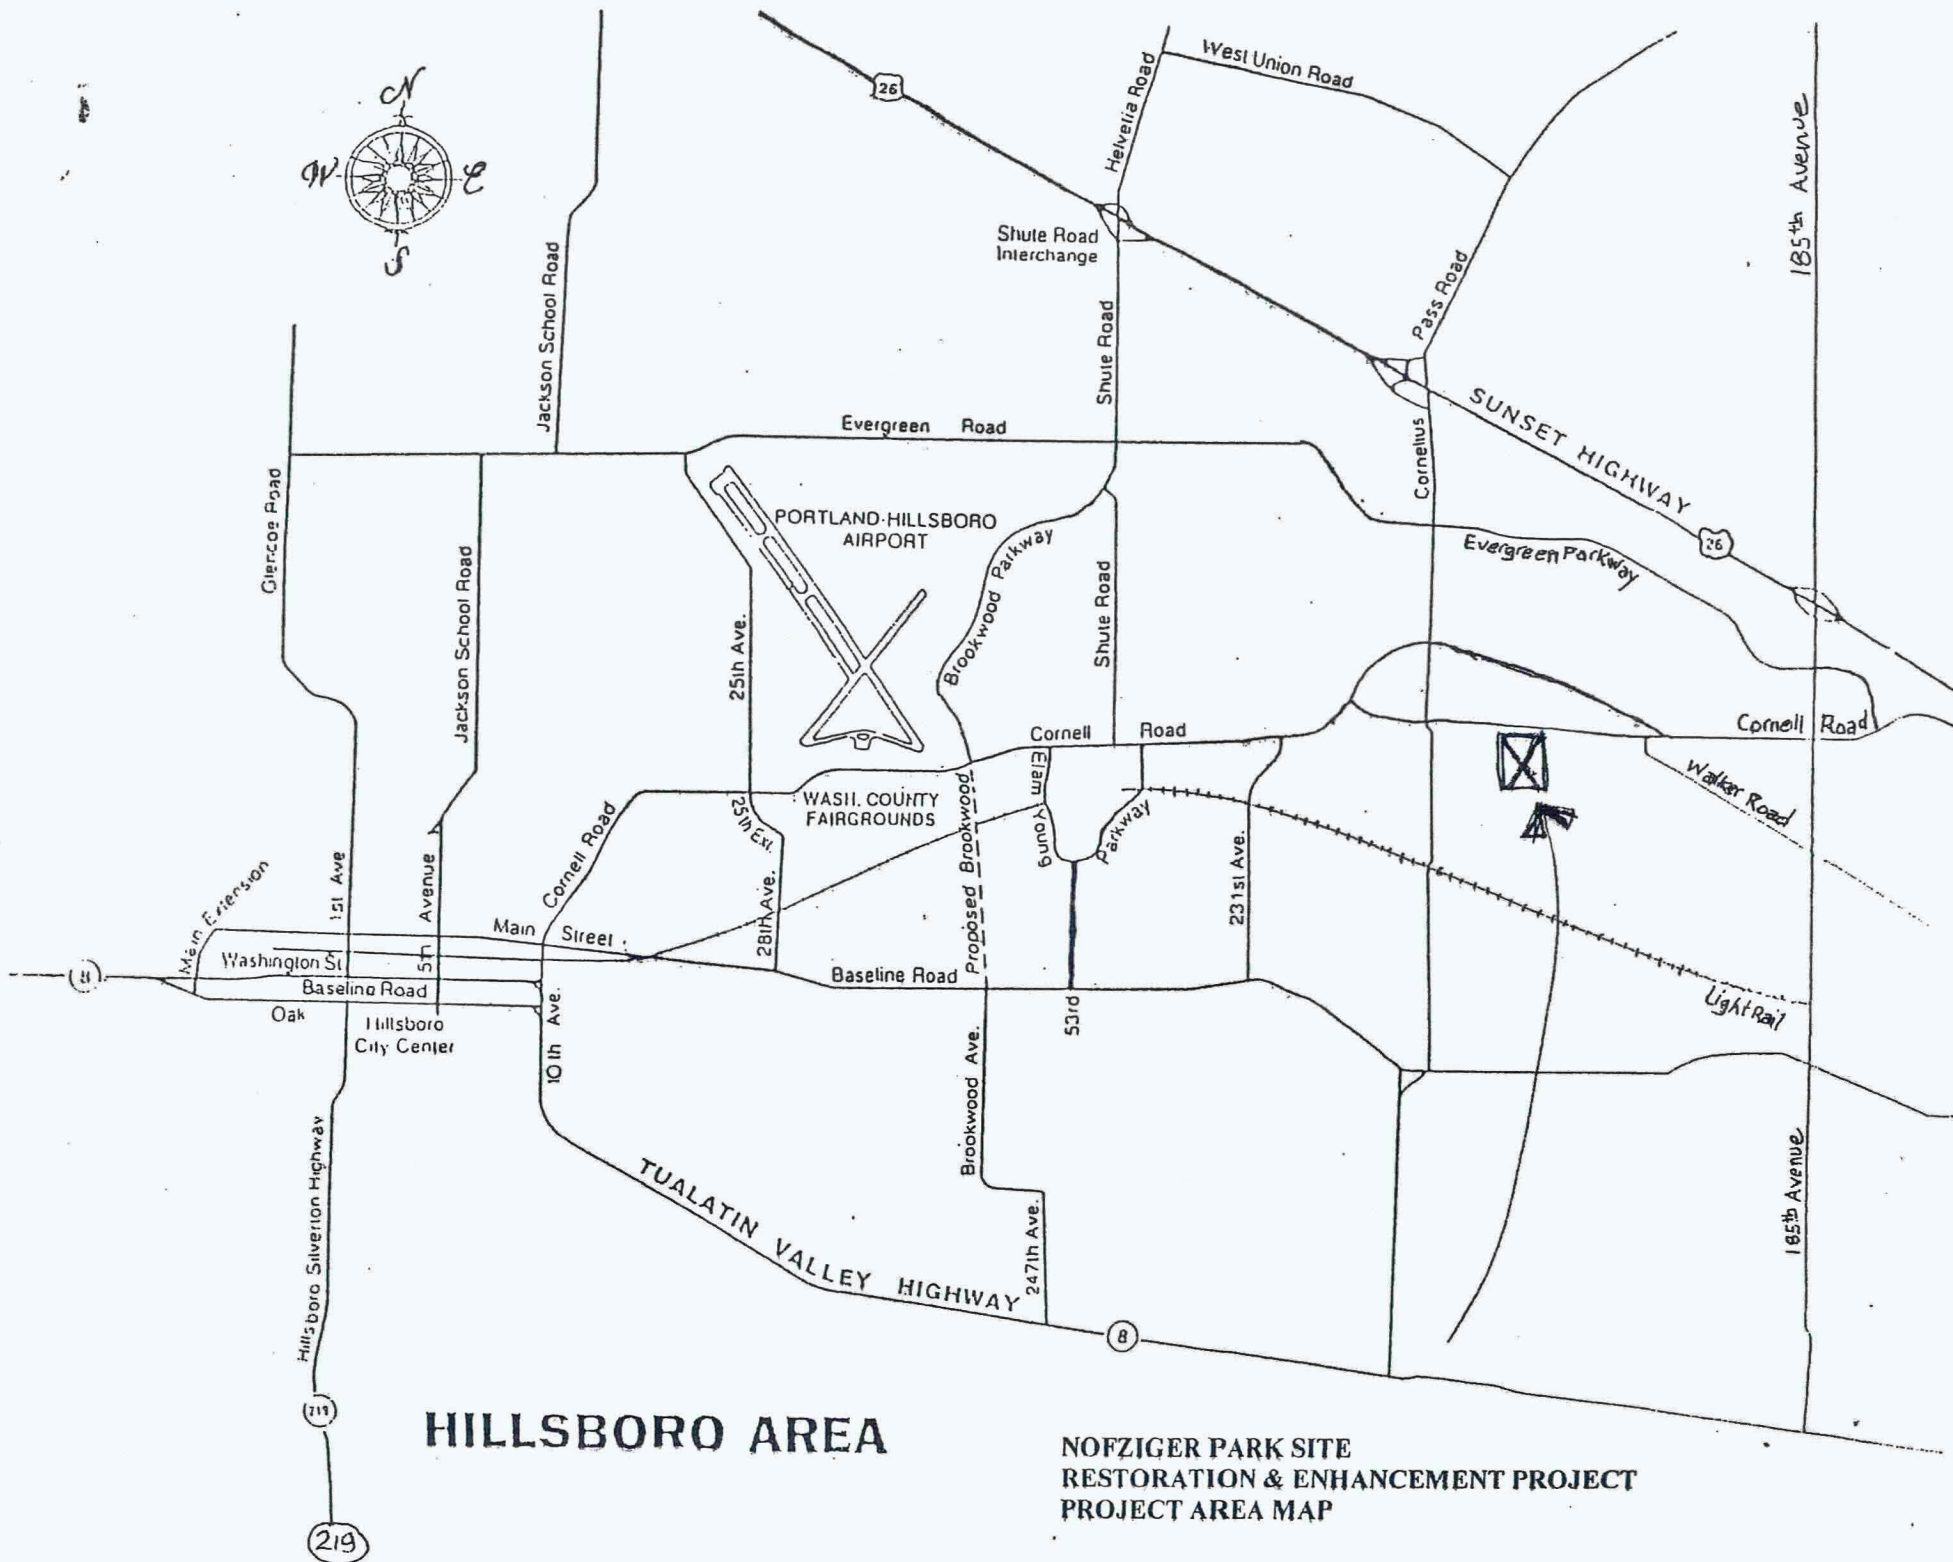 N
W
E
S
26
Helvetia Road
West Union Road
185th Avenue
Jackson School Road
Shute Road
Interchange
Shute Road
Pass Road
SUNSET HIGHWAY
26
Cornelius
Evergreen Road
Evergreen Parkway
Glencoe Road
Jackson School Road
PORTLAND-HILLSBORO
AIRPORT
25th Ave.
Brookwood Parkway
Shute Road
Cornell Road
Cornell Road
Walker Road
Elam
Young
Parkway
WASH. COUNTY
FAIRGROUNDS
25th Ext.
28th Ave.
Proposed Brookwood
231st Ave.
Cornell Road
Main Extension
1st Ave
5th Avenue
Main Street
Washington St
8
Baseline Road
Baseline Road
Oak
Hillsboro
City Center
10th Ave.
53rd
Light Rail
Brookwood Ave.
247th Ave.
185th Avenue
Hillsboro Silverton Highway
TUALATIN VALLEY HIGHWAY
8
219
219
HILLSBORO AREA
NOFZIGER PARK SITE
RESTORATION & ENHANCEMENT PROJECT
PROJECT AREA MAP